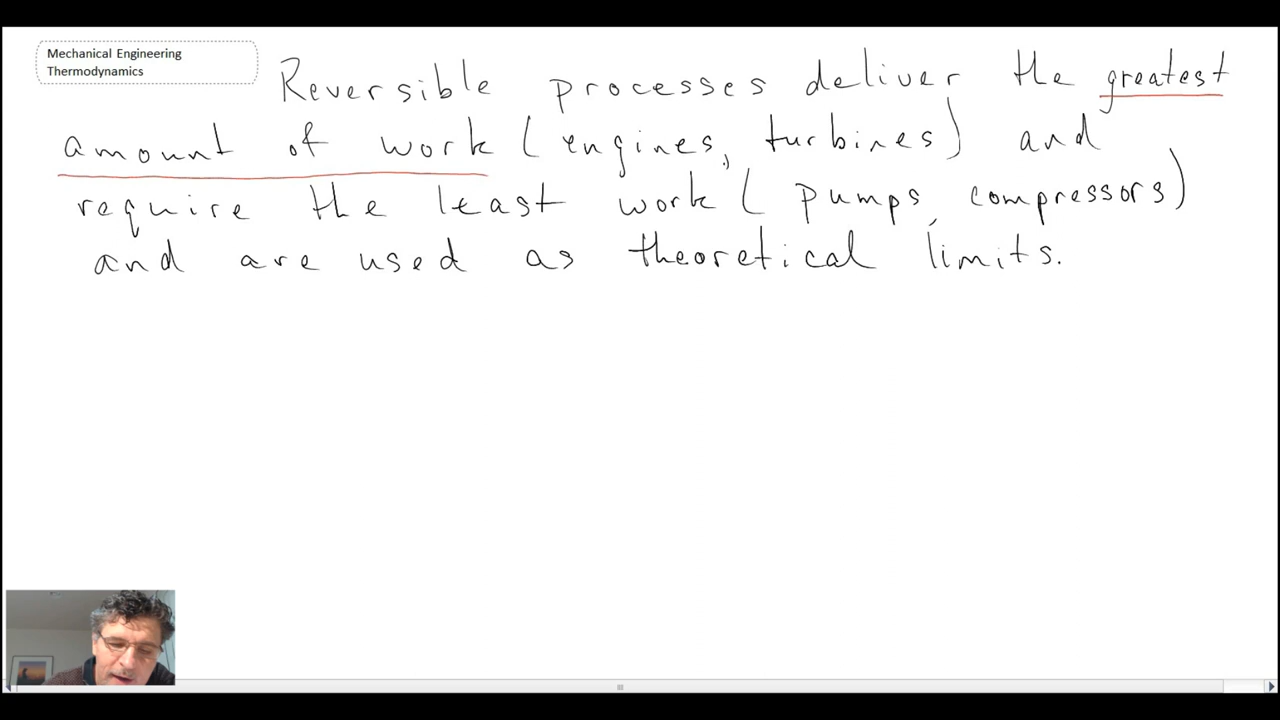 Mechanical Engineering
Thermodynamics
Reversible processes deliver the greatest
amount of work (engines, turbines) and
require the least work (pumps, compressors)
and are used as theoretical limits.